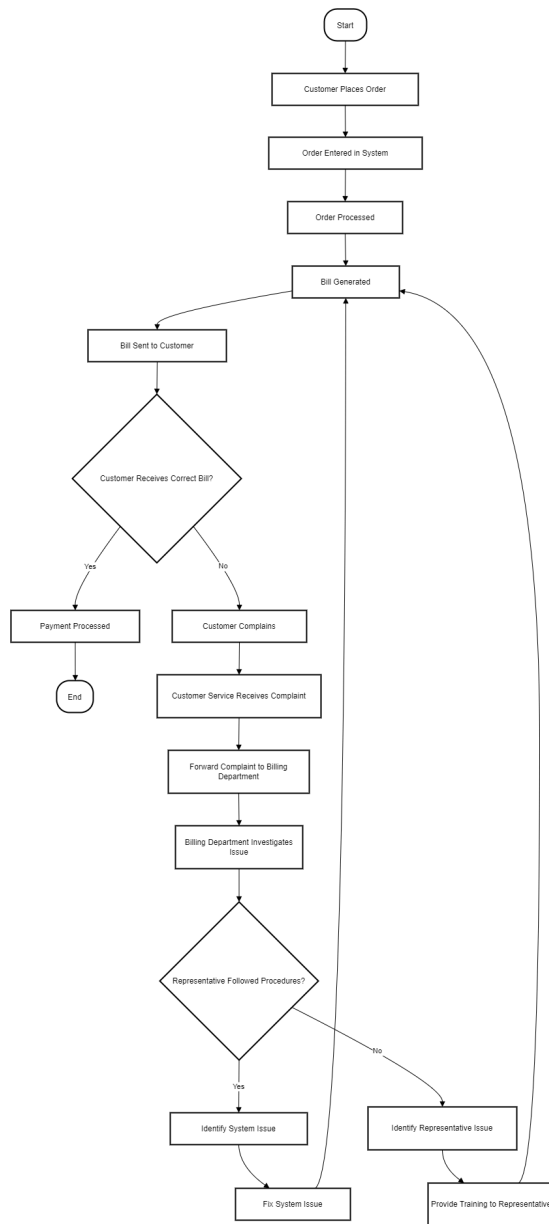 Start
Customer Places Order
Order Entered in System
Order Processed
Bill Generated
Bill Sent to Customer
Customer Receives Correct Bill?
Yes
No
Payment Processed
Customer Complains
End
Customer Service Receives Complaint
Forward Complaint to Billing
Department
Billing Department Investigates
Issue
Representative Followed Procedures?
No
Yes
Identify System Issue
Identify Representative Issue
Fix System Issue
Provide Training to Representative